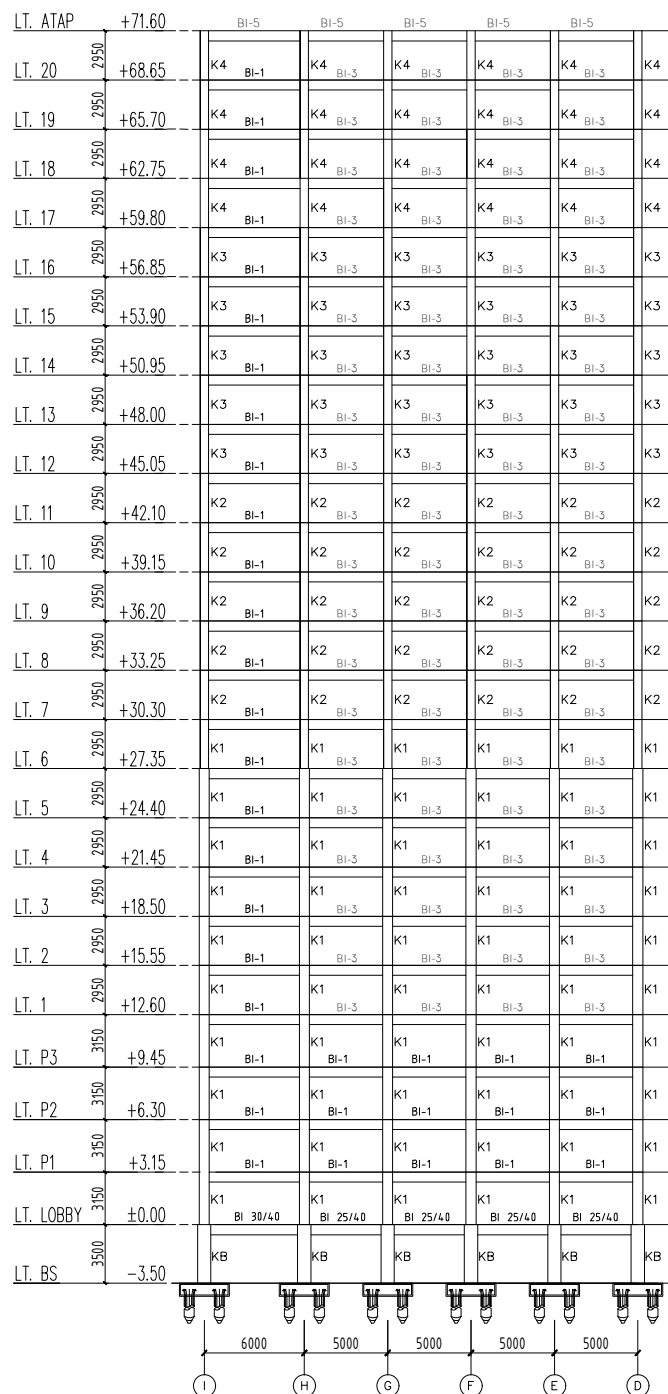 LT. ATAP +71.60 BI-5 BI-5 BI-5 BI-5 BI-5
2950
LT. 20 +68.65 K4 BI-1 K4 BI-3 K4 BI-3 K4 BI-3 K4 BI-3 K4
2950
LT. 19 +65.70 K4 BI-1 K4 BI-3 K4 BI-3 K4 BI-3 K4 BI-3 K4
2950
LT. 18 +62.75 K4 BI-1 K4 BI-3 K4 BI-3 K4 BI-3 K4 BI-3 K4
2950
LT. 17 +59.80 K4 BI-1 K4 BI-3 K4 BI-3 K4 BI-3 K4 BI-3 K4
2950
LT. 16 +56.85 K3 BI-1 K3 BI-3 K3 BI-3 K3 BI-3 K3 BI-3 K3
2950
LT. 15 +53.90 K3 BI-1 K3 BI-3 K3 BI-3 K3 BI-3 K3 BI-3 K3
2950
LT. 14 +50.95 K3 BI-1 K3 BI-3 K3 BI-3 K3 BI-3 K3 BI-3 K3
2950
LT. 13 +48.00 K3 BI-1 K3 BI-3 K3 BI-3 K3 BI-3 K3 BI-3 K3
2950
LT. 12 +45.05 K3 BI-1 K3 BI-3 K3 BI-3 K3 BI-3 K3 BI-3 K3
2950
LT. 11 +42.10 K2 BI-1 K2 BI-3 K2 BI-3 K2 BI-3 K2 BI-3 K2
2950
LT. 10 +39.15 K2 BI-1 K2 BI-3 K2 BI-3 K2 BI-3 K2 BI-3 K2
2950
LT. 9 +36.20 K2 BI-1 K2 BI-3 K2 BI-3 K2 BI-3 K2 BI-3 K2
2950
LT. 8 +33.25 K2 BI-1 K2 BI-3 K2 BI-3 K2 BI-3 K2 BI-3 K2
2950
LT. 7 +30.30 K2 BI-1 K2 BI-3 K2 BI-3 K2 BI-3 K2 BI-3 K2
2950
LT. 6 +27.35 K1 BI-1 K1 BI-3 K1 BI-3 K1 BI-3 K1 BI-3 K1
2950
LT. 5 +24.40 K1 BI-1 K1 BI-3 K1 BI-3 K1 BI-3 K1 BI-3 K1
2950
LT. 4 +21.45 K1 BI-1 K1 BI-3 K1 BI-3 K1 BI-3 K1 BI-3 K1
2950
LT. 3 +18.50 K1 BI-1 K1 BI-3 K1 BI-3 K1 BI-3 K1 BI-3 K1
2950
LT. 2 +15.55 K1 BI-1 K1 BI-3 K1 BI-3 K1 BI-3 K1 BI-3 K1
2950
LT. 1 +12.60 K1 BI-1 K1 BI-3 K1 BI-3 K1 BI-3 K1 BI-3 K1
3150
LT. P3 +9.45 K1 BI-1 K1 BI-1 K1 BI-1 K1 BI-1 K1 BI-1 K1
3150
LT. P2 +6.30 K1 BI-1 K1 BI-1 K1 BI-1 K1 BI-1 K1 BI-1 K1
3150
LT. P1 +3.15 K1 BI-1 K1 BI-1 K1 BI-1 K1 BI-1 K1 BI-1 K1
3150
LT. LOBBY ±0.00 K1 BI 30/40 K1 BI 25/40 K1 BI 25/40 K1 BI 25/40 K1 BI 25/40 K1
3500
LT. BS -3.50 KB KB KB KB KB KB
6000 5000 5000 5000 5000
I H G F E D